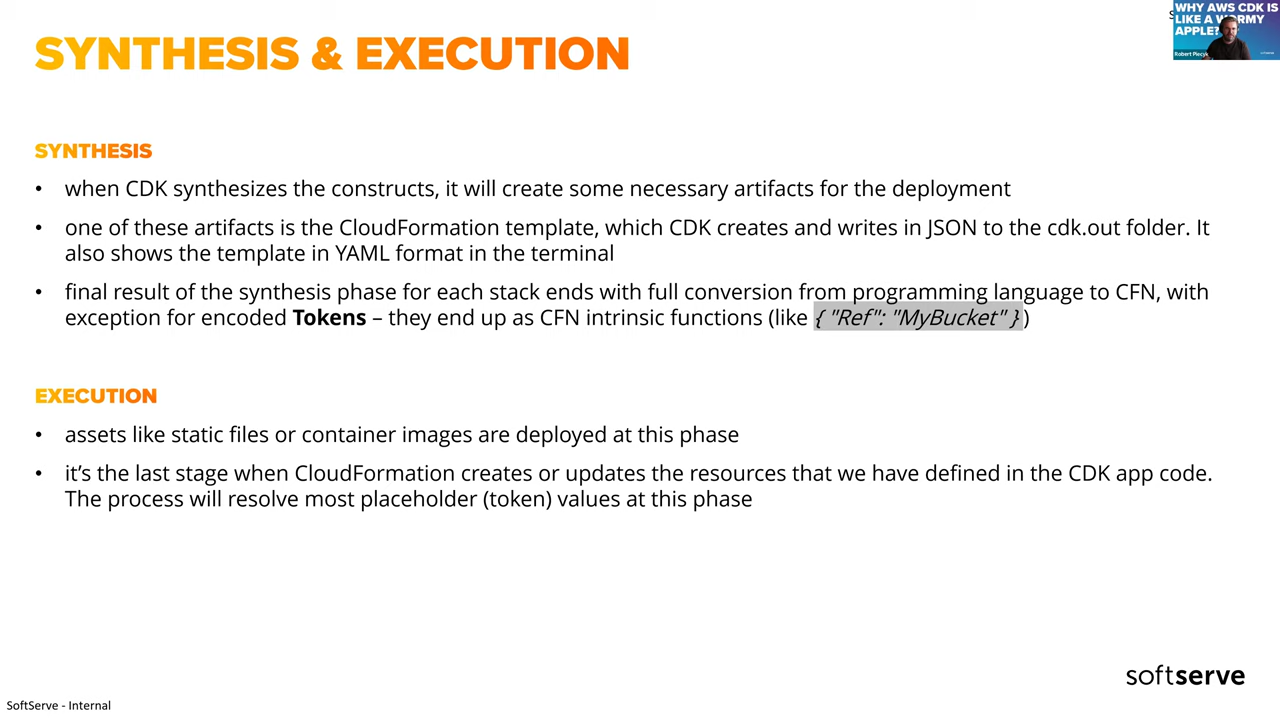 SYNTHESIS & EXECUTION
WHY AWS CDK IS
LIKE A WORMY
APPLE?
SYNTHESIS
• when CDK synthesizes the constructs, it will create some necessary artifacts for the deployment
• one of these artifacts is the CloudFormation template, which CDK creates and writes in JSON to the cdk.out folder. It
also shows the template in YAML format in the terminal
• final result of the synthesis phase for each stack ends with full conversion from programming language to CFN, with
exception for encoded Tokens – they end up as CFN intrinsic functions (like { "Ref": "MyBucket" } )
EXECUTION
• assets like static files or container images are deployed at this phase
• it’s the last stage when CloudFormation creates or updates the resources that we have defined in the CDK app code.
The process will resolve most placeholder (token) values at this phase
softserve
SoftServe - Internal